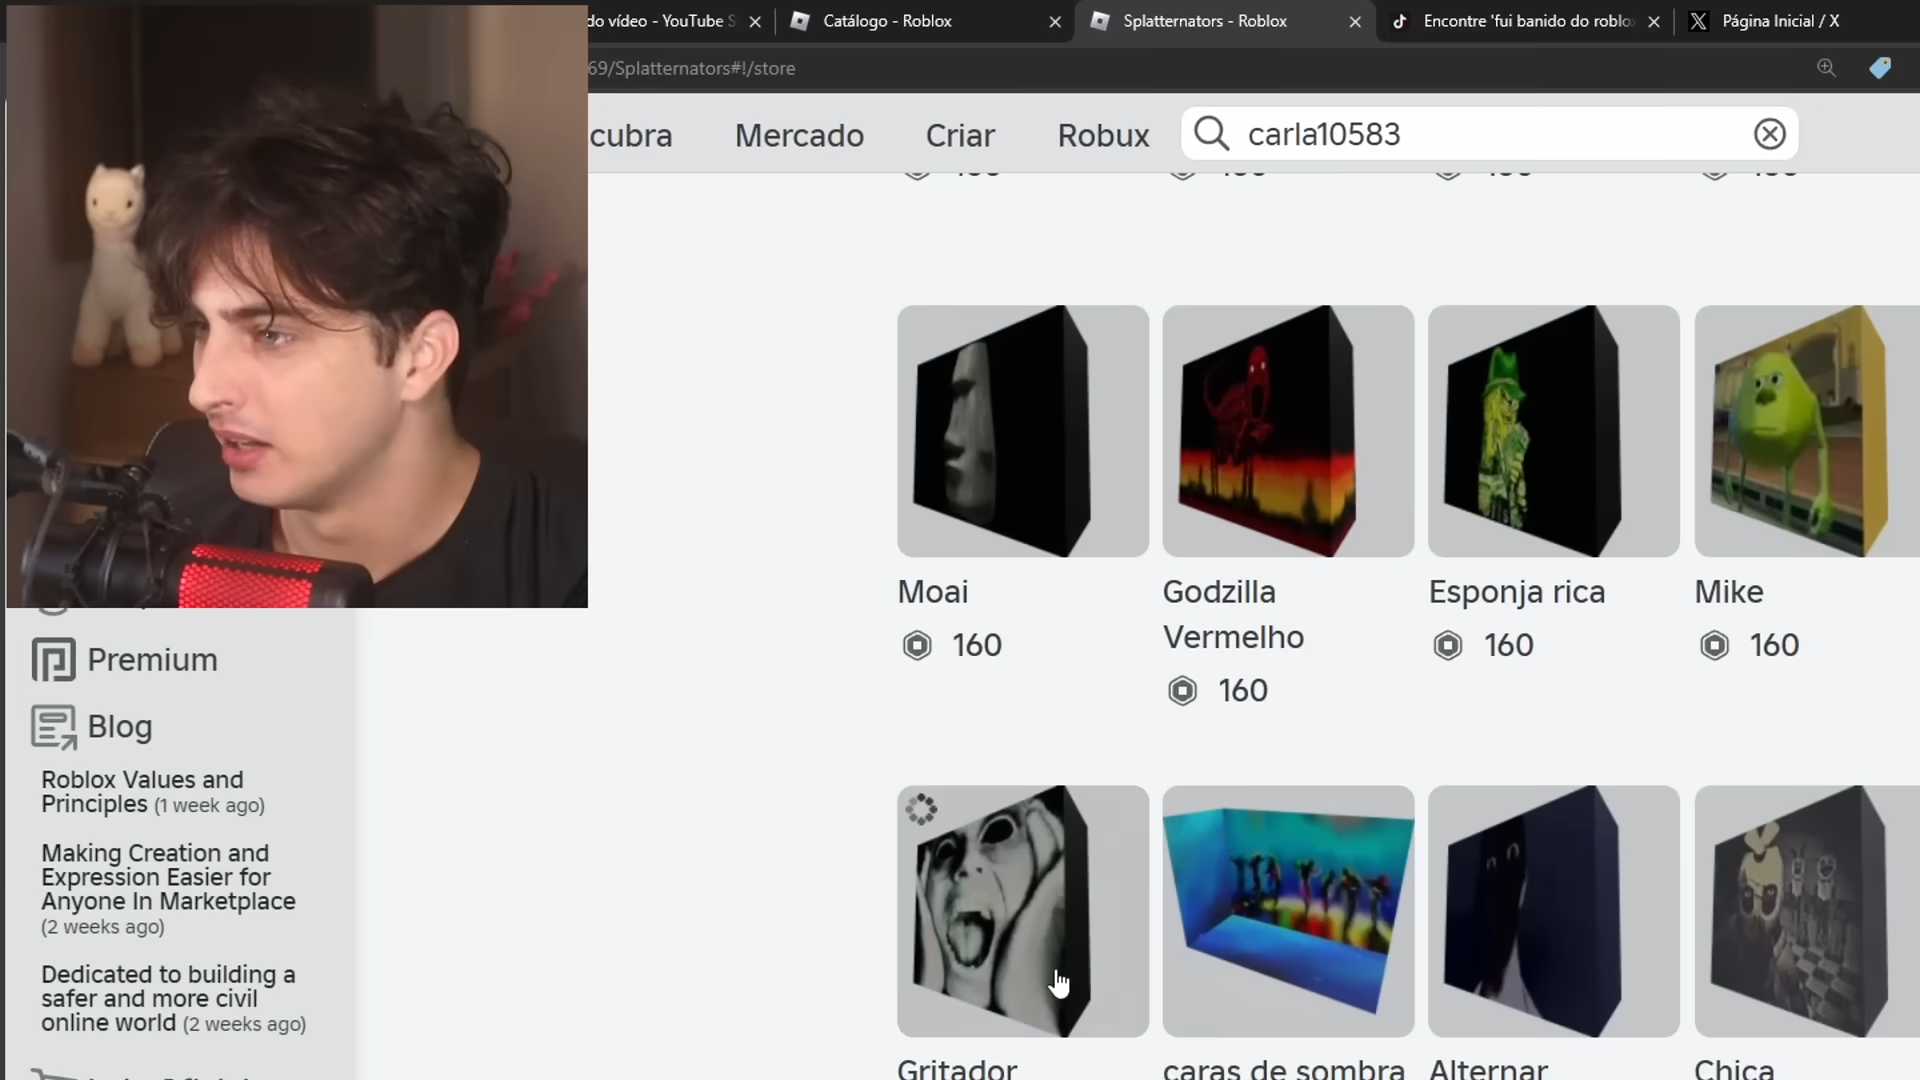 do vídeo - YouTube S
Catálogo - Roblox
Splatternators - Roblox
Encontre 'fui banido do roblo
Página Inicial / X
69/Splatternators#!/store
cubra
Mercado
Criar
Robux
carla10583
Moai
160
Godzilla
Vermelho
160
Esponja rica
160
Mike
160
Premium
Blog
Roblox Values and
Principles (1 week ago)
Making Creation and
Expression Easier for
Anyone In Marketplace
(2 weeks ago)
Dedicated to building a
safer and more civil
online world (2 weeks ago)
Gritador
caras de sombra
Alternar
Chica